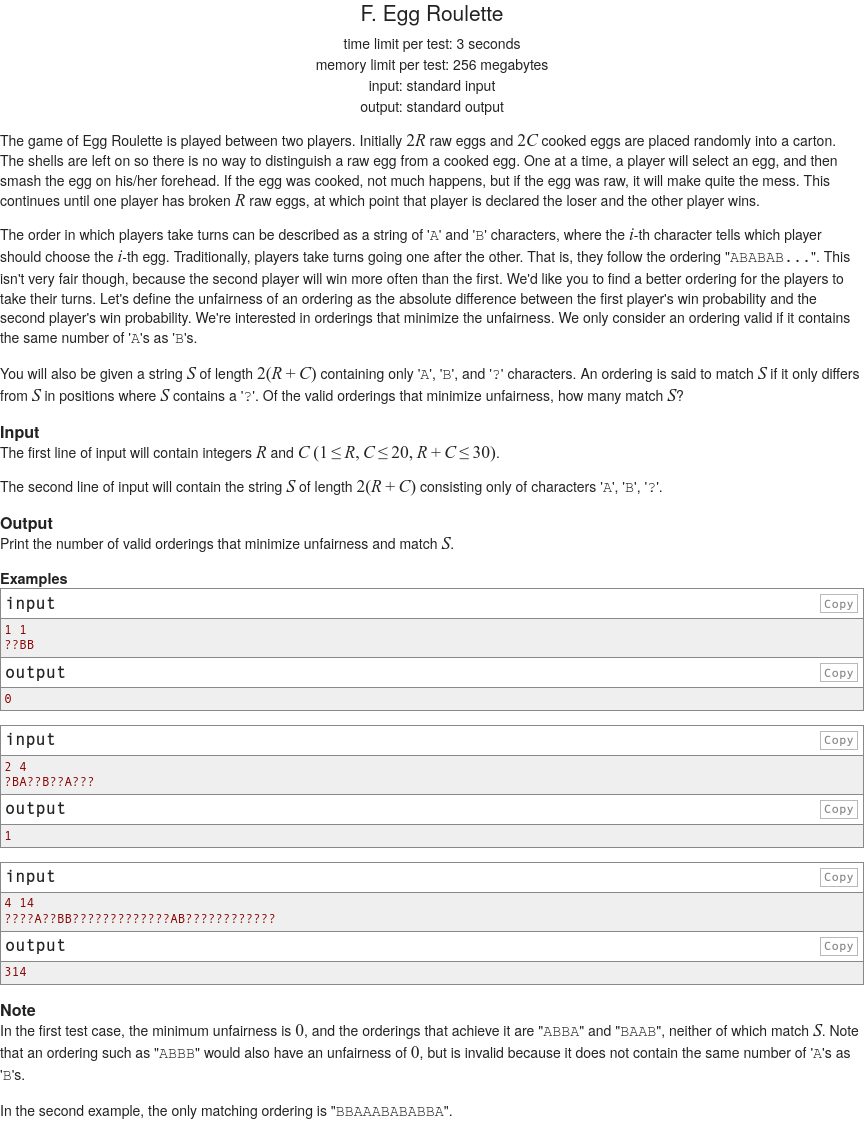 F. Egg Roulette
time limit per test: 3 seconds
memory limit per test: 256 megabytes
input: standard input
output: standard output
The game of Egg Roulette is played between two players. Initially 2R raw eggs and 2C cooked eggs are placed randomly into a carton.
The shells are left on so there is no way to distinguish a raw egg from a cooked egg. One at a time, a player will select an egg, and then
smash the egg on his/her forehead. If the egg was cooked, not much happens, but if the egg was raw, it will make quite the mess. This
continues until one player has broken R raw eggs, at which point that player is declared the loser and the other player wins.
The order in which players take turns can be described as a string of 'A' and 'B' characters, where the i-th character tells which player
should choose the i-th egg. Traditionally, players take turns going one after the other. That is, they follow the ordering "ABABAB...". This
isn't very fair though, because the second player will win more often than the first. We'd like you to find a better ordering for the players to
take their turns. Let's define the unfairness of an ordering as the absolute difference between the first player's win probability and the
second player's win probability. We're interested in orderings that minimize the unfairness. We only consider an ordering valid if it contains
the same number of 'A's as 'B's.
You will also be given a string S of length 2(R + C) containing only 'A', 'B', and '?' characters. An ordering is said to match S if it only differs
from S in positions where S contains a '?'. Of the valid orderings that minimize unfairness, how many match S?
Input
The first line of input will contain integers R and C (1 ≤ R, C ≤ 20, R + C ≤ 30).
The second line of input will contain the string S of length 2(R + C) consisting only of characters 'A', 'B', '?'.
Output
Print the number of valid orderings that minimize unfairness and match S.
Examples
input Copy
1 1
??BB
output Copy
0
input Copy
2 4
?BA??B??A???
output Copy
1
input Copy
4 14
????A??BB?????????????AB????????????
output Copy
314
Note
In the first test case, the minimum unfairness is 0, and the orderings that achieve it are "ABBA" and "BAAB", neither of which match S. Note
that an ordering such as "ABBB" would also have an unfairness of 0, but is invalid because it does not contain the same number of 'A's as
'B's.
In the second example, the only matching ordering is "BBAAABABABBA".